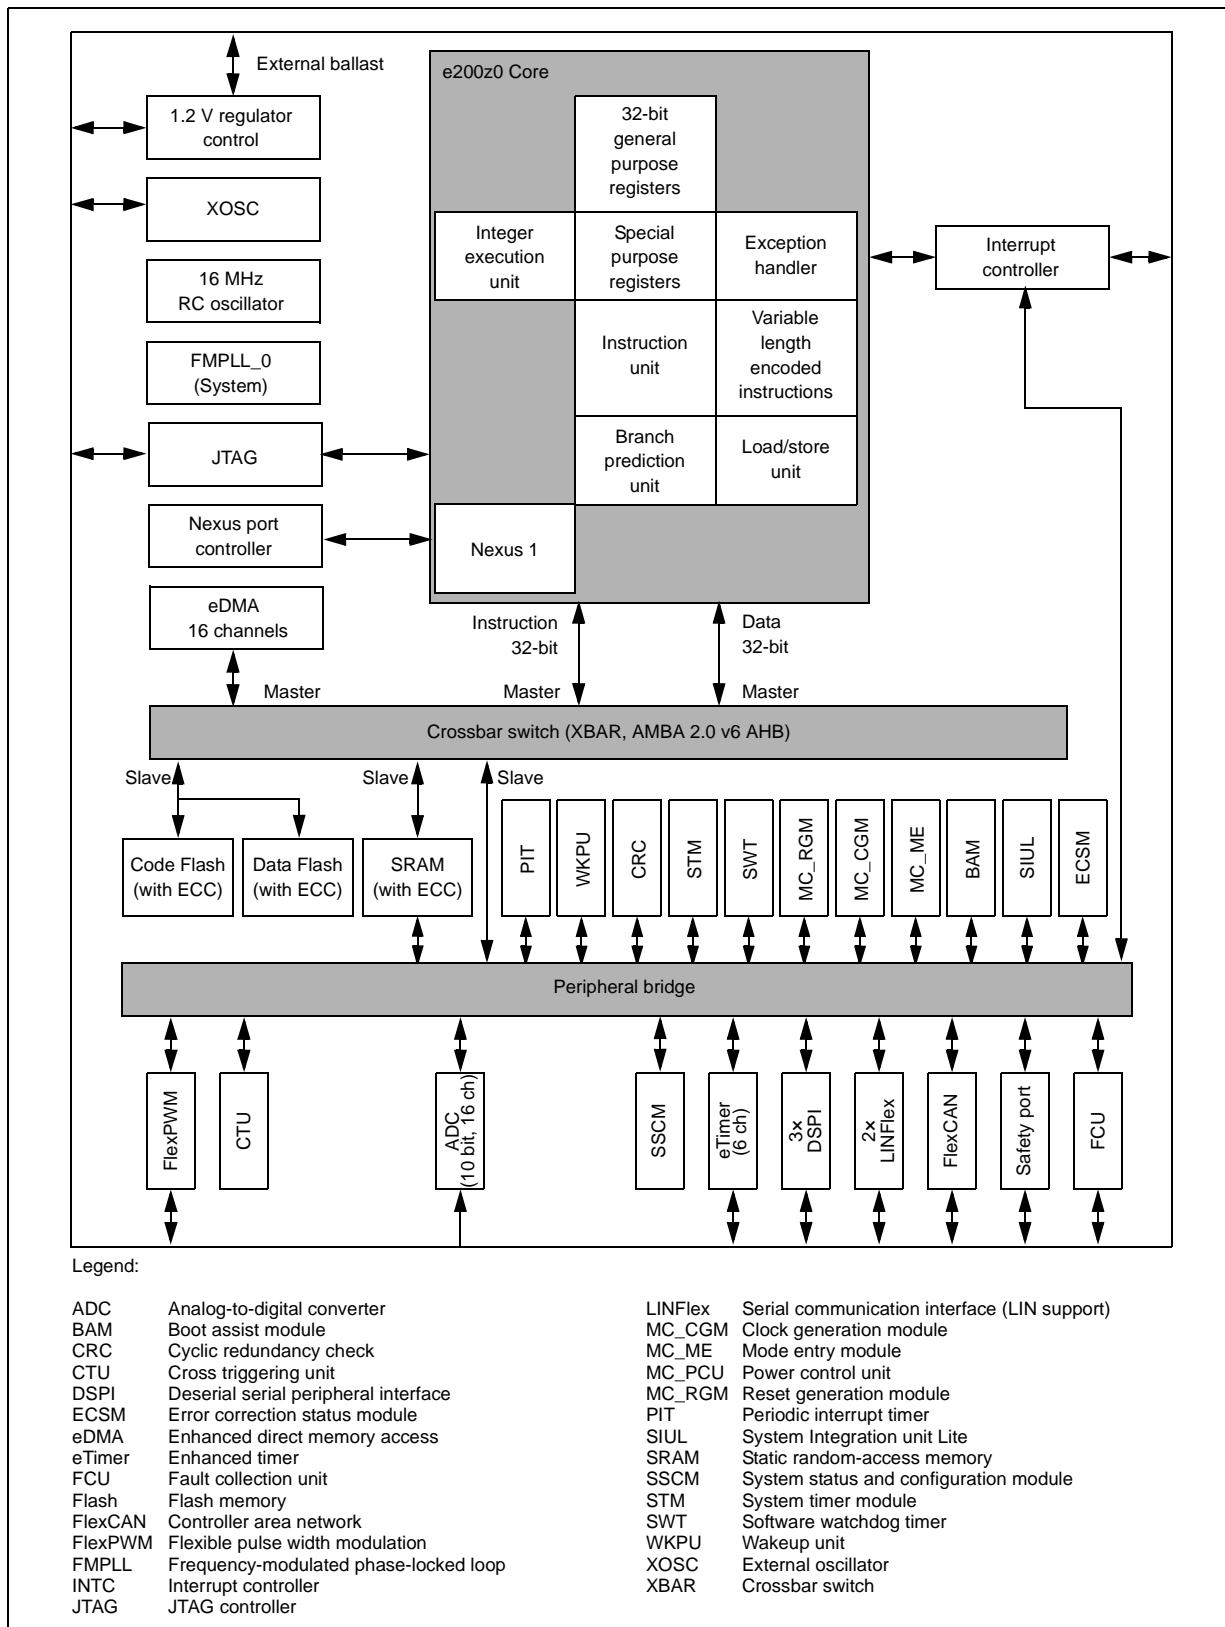 External ballast
1.2 V regulator
control
XOSC
16 MHz
RC oscillator
FMPLL_0
(System)
JTAG
Nexus port
controller
eDMA
16 channels
e200z0 Core
32-bit
general
purpose
registers
Integer
execution
unit
Special
purpose
registers
Exception
handler
Instruction
unit
Variable
length
encoded
instructions
Branch
prediction
unit
Load/store
unit
Nexus 1
Interrupt
controller
Instruction
32-bit
Data
32-bit
Master
Master
Master
Crossbar switch (XBAR, AMBA 2.0 v6 AHB)
Slave
Slave
Slave
Code Flash
(with ECC)
Data Flash
(with ECC)
SRAM
(with ECC)
PIT
WKPU
CRC
STM
SWT
MC_RGM
MC_CGM
MC_ME
BAM
SIUL
ECSM
Peripheral bridge
FlexPWM
CTU
ADC
(10 bit, 16 ch)
SSCM
eTimer
(6 ch)
3×
DSPI
2×
LINFlex
FlexCAN
Safety port
FCU
Legend:
ADC Analog-to-digital converter
BAM Boot assist module
CRC Cyclic redundancy check
CTU Cross triggering unit
DSPI Deserial serial peripheral interface
ECSM Error correction status module
eDMA Enhanced direct memory access
eTimer Enhanced timer
FCU Fault collection unit
Flash Flash memory
FlexCAN Controller area network
FlexPWM Flexible pulse width modulation
FMPLL Frequency-modulated phase-locked loop
INTC Interrupt controller
JTAG JTAG controller
LINFlex Serial communication interface (LIN support)
MC_CGM Clock generation module
MC_ME Mode entry module
MC_PCU Power control unit
MC_RGM Reset generation module
PIT Periodic interrupt timer
SIUL System Integration unit Lite
SRAM Static random-access memory
SSCM System status and configuration module
STM System timer module
SWT Software watchdog timer
WKPU Wakeup unit
XOSC External oscillator
XBAR Crossbar switch